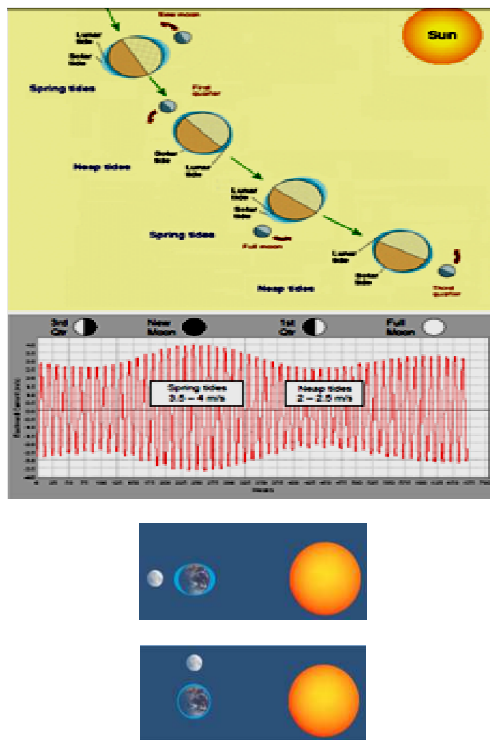 New moon
Sun
Lunar
tide
Solar
tide
Spring tides
First
quarter
Neap tides
Solar
tide
Lunar
tide
Lunar
tide
Solar
tide
Spring tides
Full moon
Lunar
tide
Solar
tide
Neap tides
Third
quarter
3rd
Qtr
New
Moon
1st
Qtr
Full
Moon
Spring tides
3.5 – 4 m/s
Neap tides
2 – 2.5 m/s